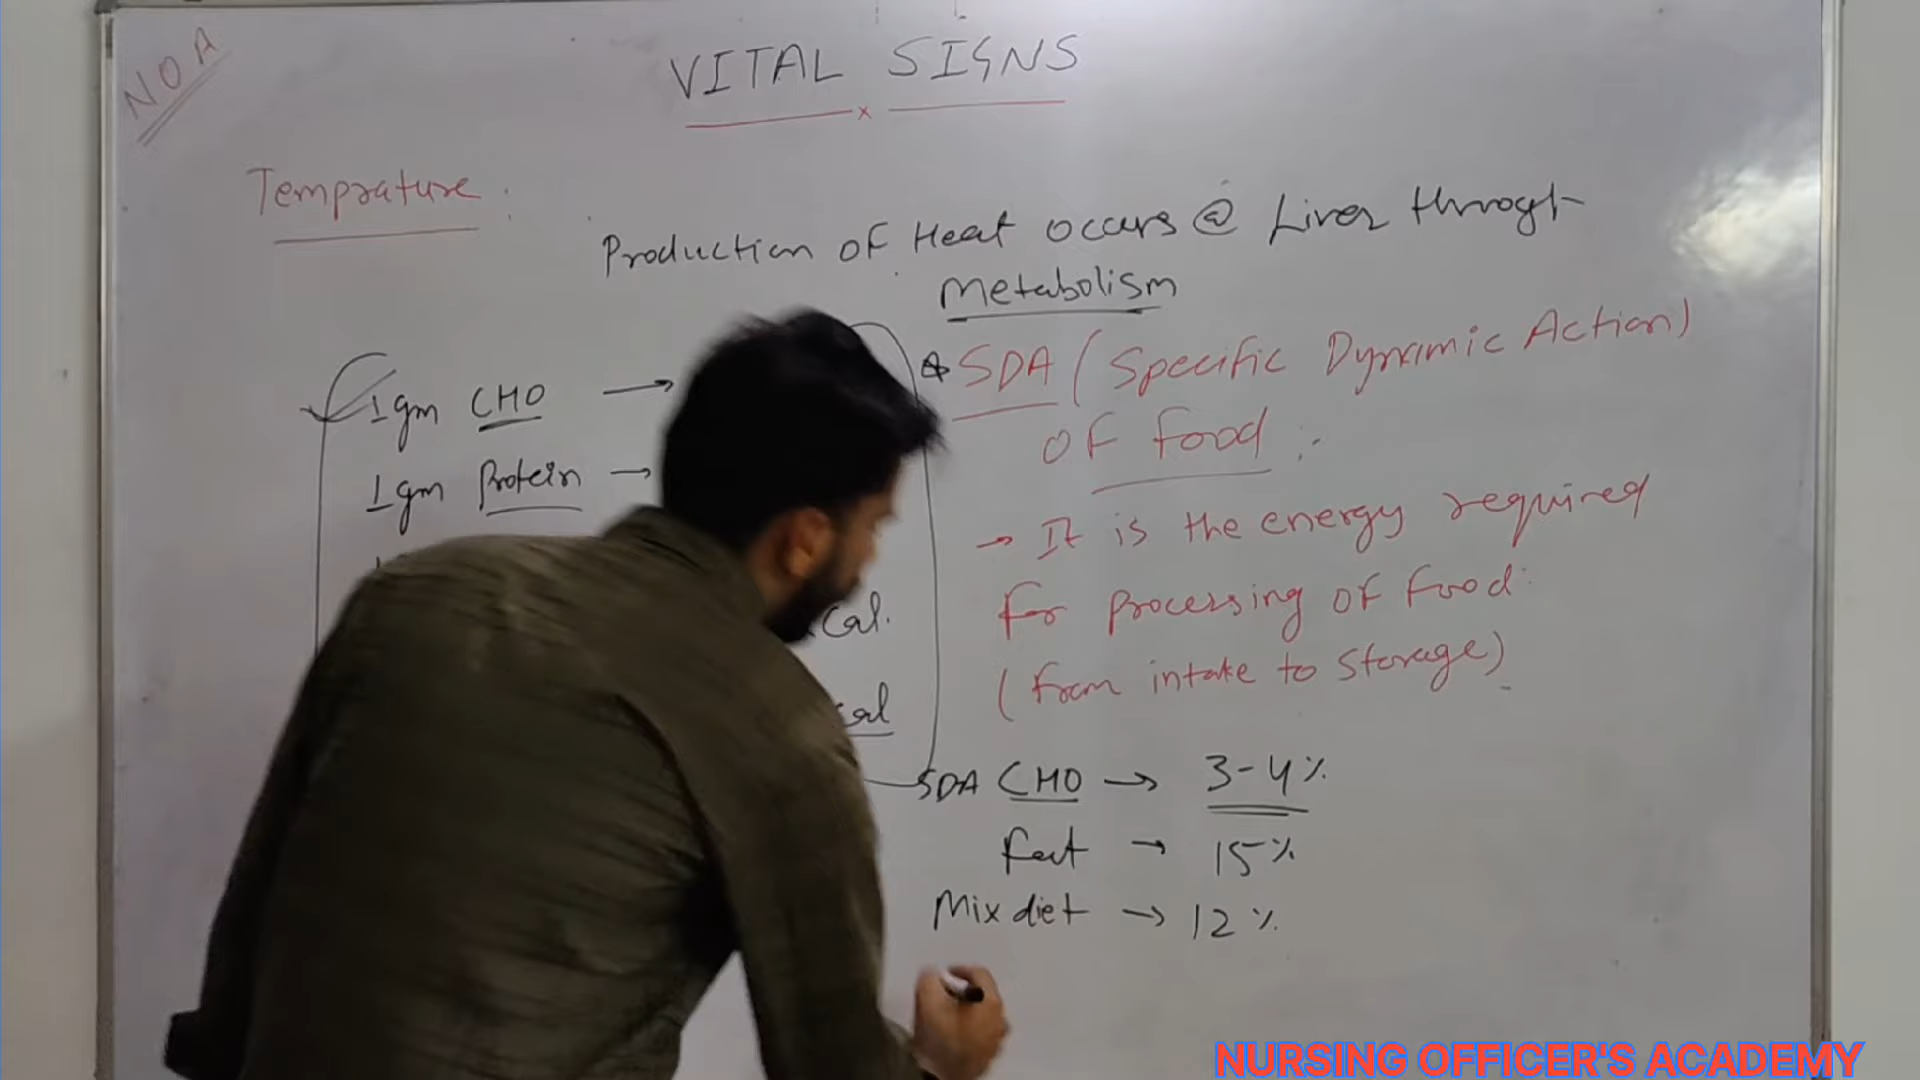 NOA
VITAL SIGNS
x
Temprature :
Production of Heat occurs @ Liver through
Metabolism
SDA (Specific Dynamic Action)
of food :-
1gm CHO →
1gm Protein →
→ It is the energy required
for processing of food.
(from intake to storage)
cal.
cal
SDA CHO → 3-4%
Fat → 15%
Mix diet → 12%
NURSING OFFICER'S ACADEMY